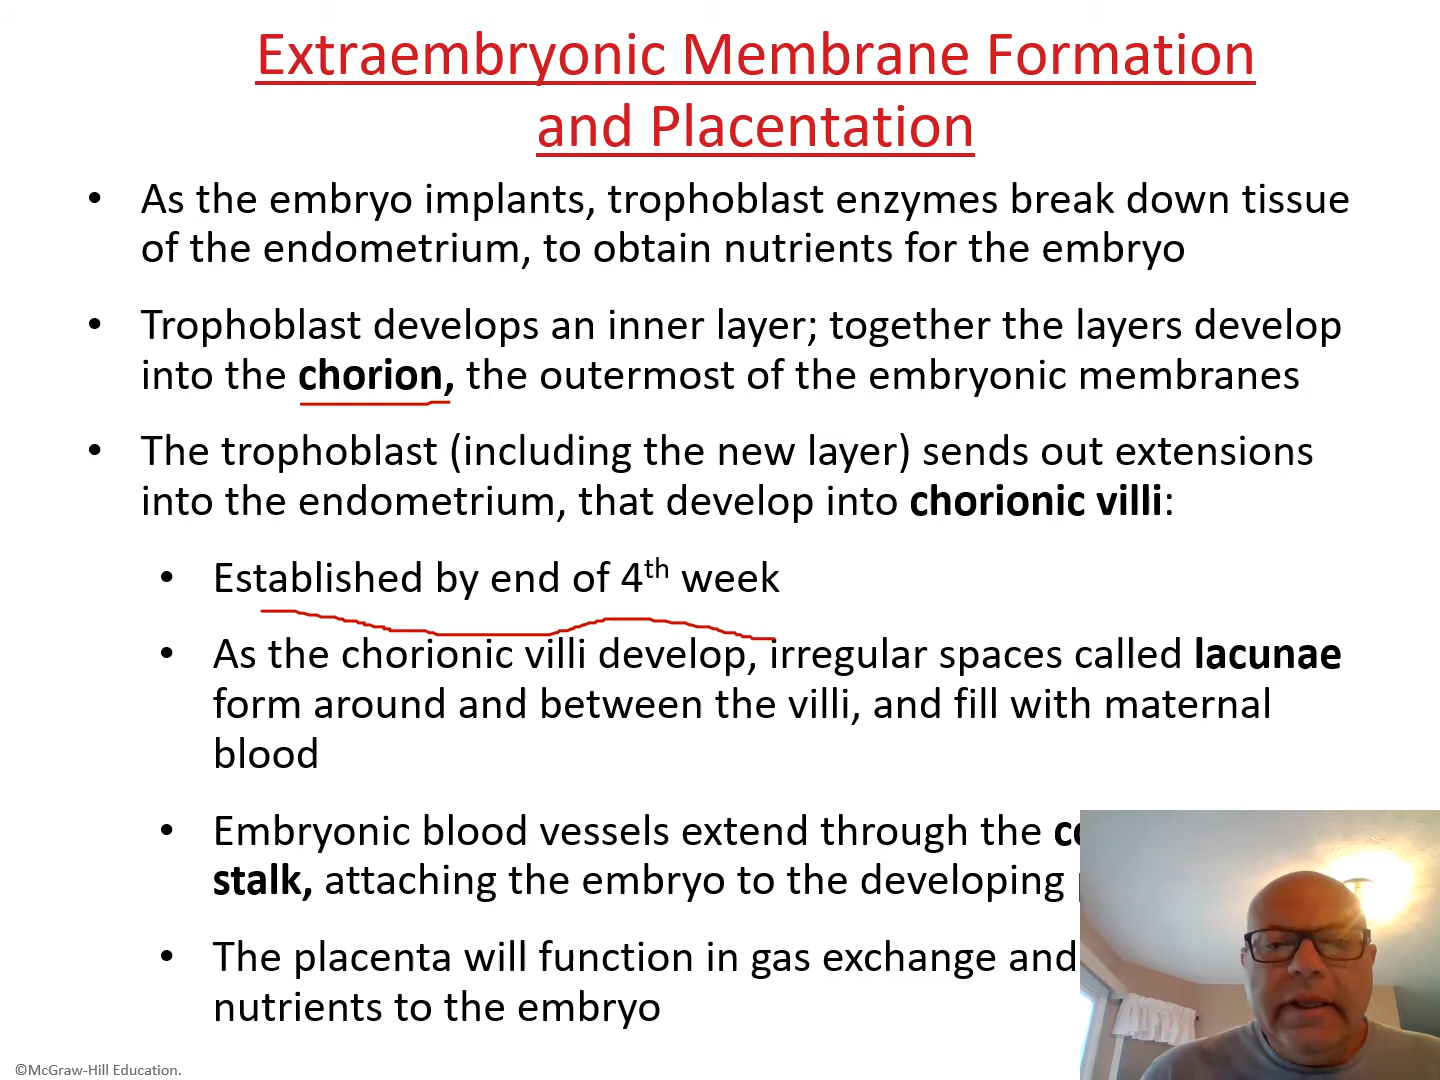 Extraembryonic Membrane Formation
and Placentation
• As the embryo implants, trophoblast enzymes break down tissue
of the endometrium, to obtain nutrients for the embryo
• Trophoblast develops an inner layer; together the layers develop
into the chorion, the outermost of the embryonic membranes
• The trophoblast (including the new layer) sends out extensions
into the endometrium, that develop into chorionic villi:
• Established by end of 4th week
• As the chorionic villi develop, irregular spaces called lacunae
form around and between the villi, and fill with maternal
blood
• Embryonic blood vessels extend through the
stalk, attaching the embryo to the developing
• The placenta will function in gas exchange and
nutrients to the embryo
©McGraw-Hill Education.